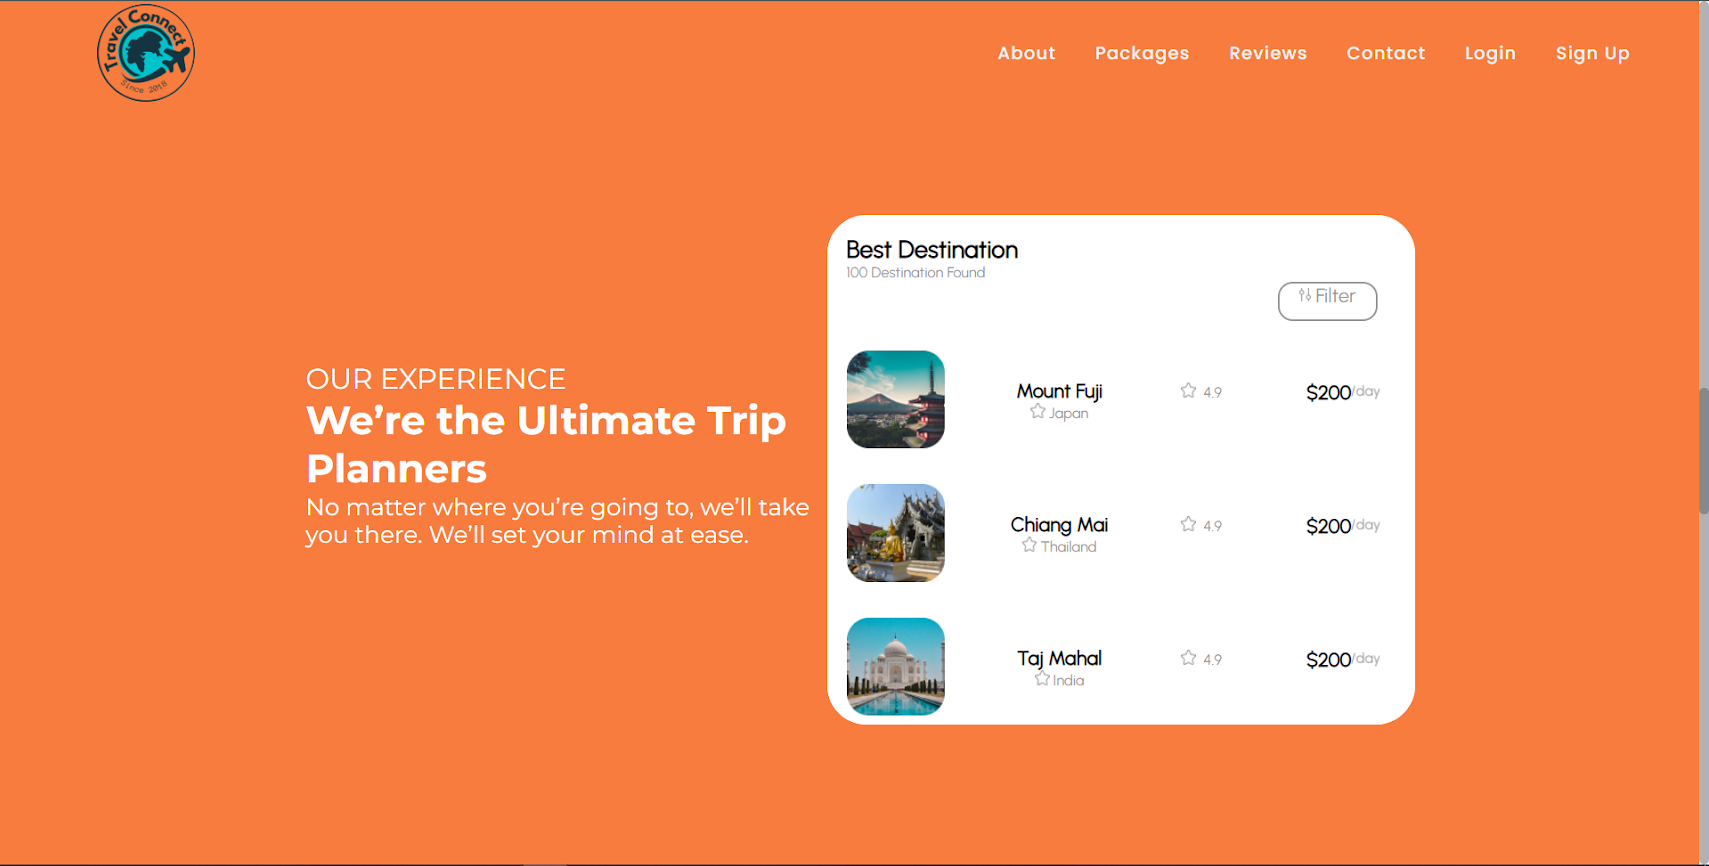 Travel Connect
Since 2018
About Packages Reviews Contact Login Sign Up
OUR EXPERIENCE
We’re the Ultimate Trip
Planners
No matter where you’re going to, we’ll take
you there. We’ll set your mind at ease.
Best Destination
100 Destination Found
Filter
Mount Fuji 4.9 $200/day
Japan
Chiang Mai 4.9 $200/day
Thailand
Taj Mahal 4.9 $200/day
India